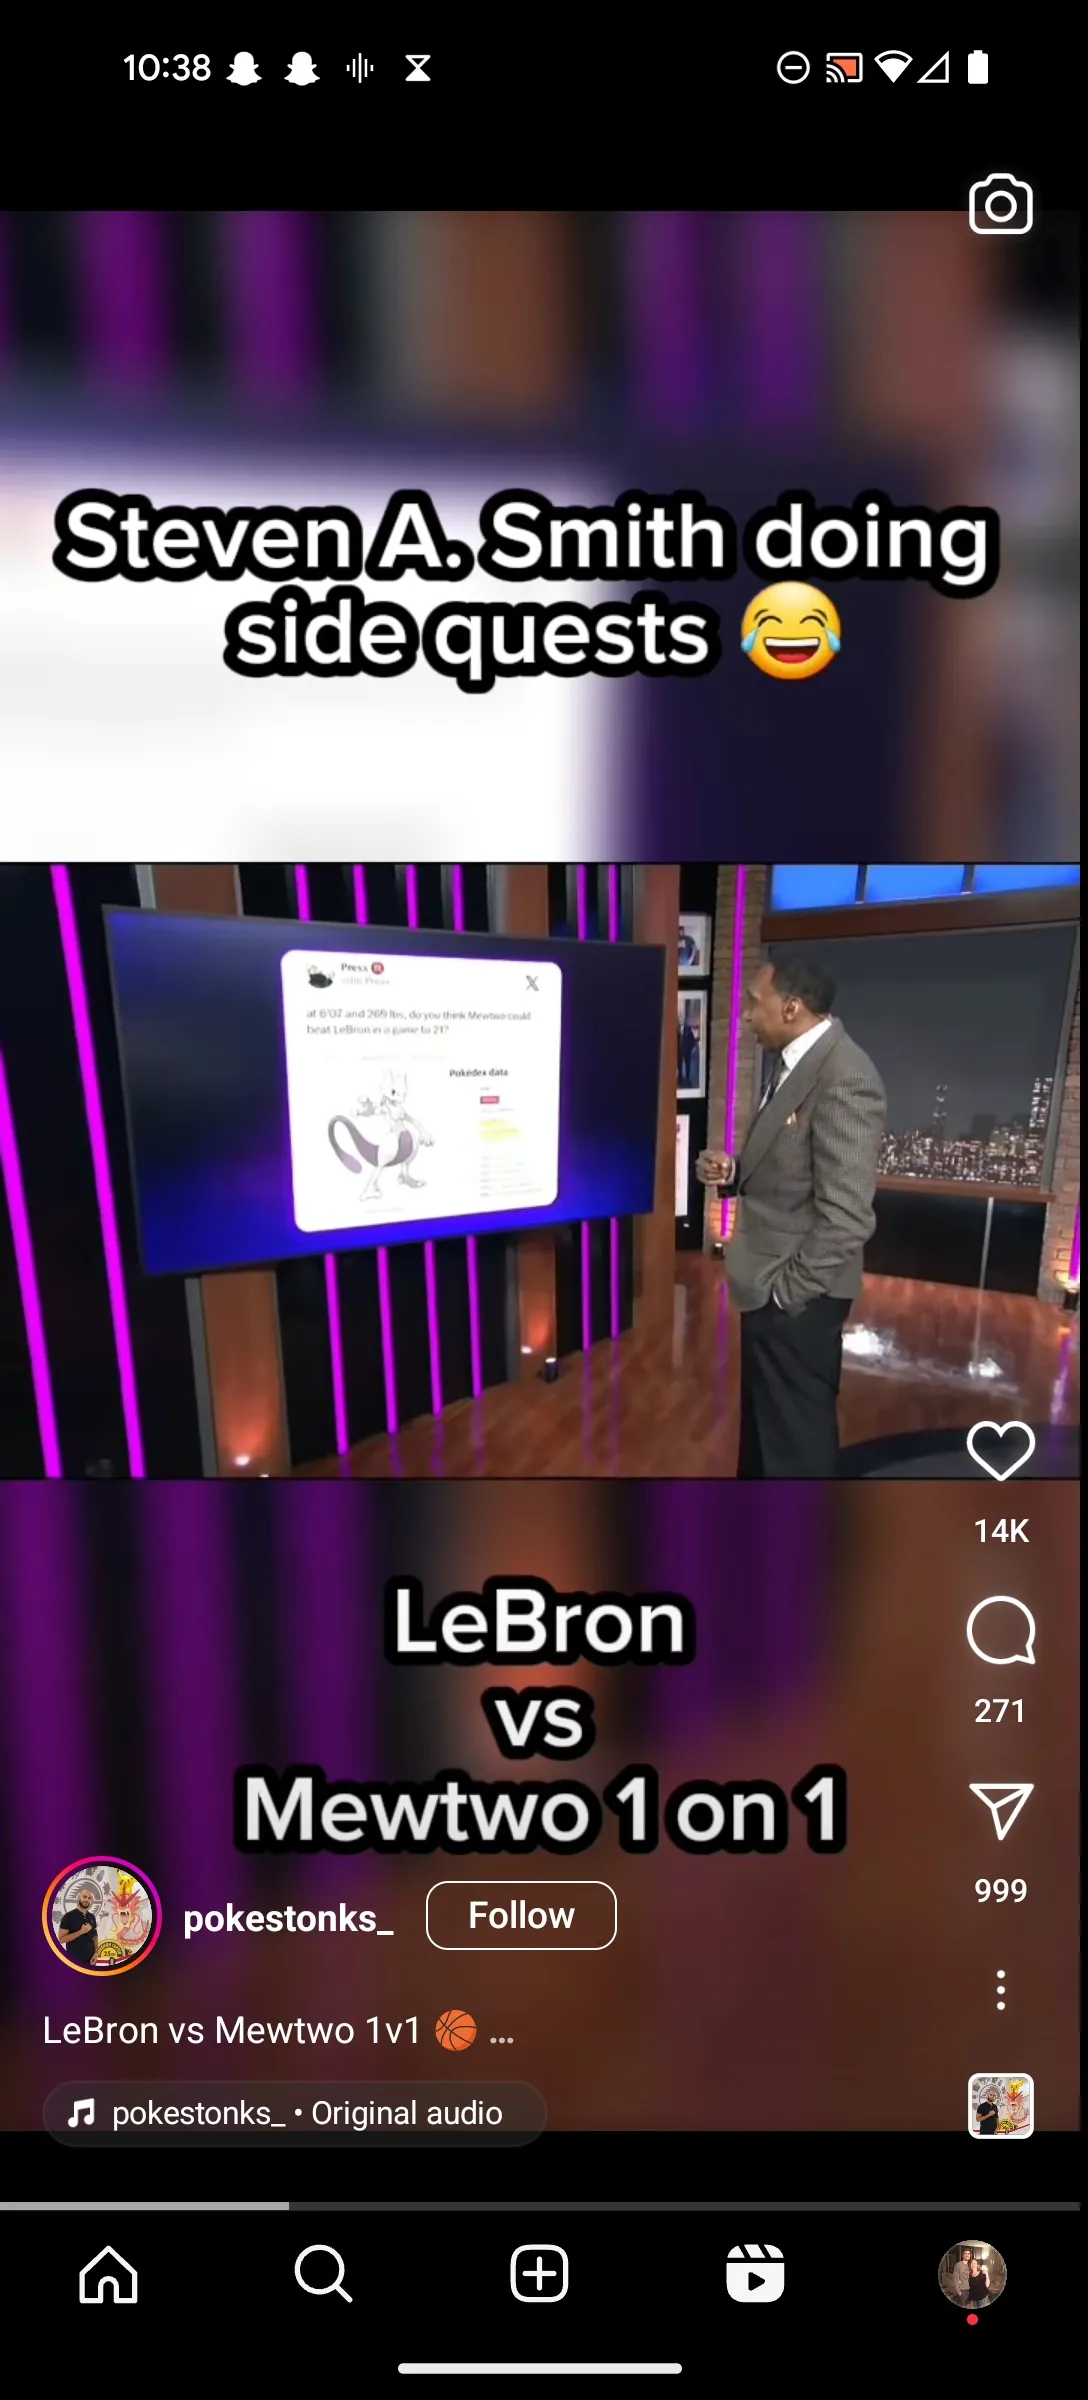 10:38
Steven A. Smith doing
side quests 😂
Press
at 6'07 and 269 lbs, do you think Mewtwo could
beat LeBron in a game to 21?
Pokédex data
LeBron
vs
Mewtwo 1 on 1
14K
271
999
pokestonks_ Follow
LeBron vs Mewtwo 1v1 🏀 ...
pokestonks_ • Original audio